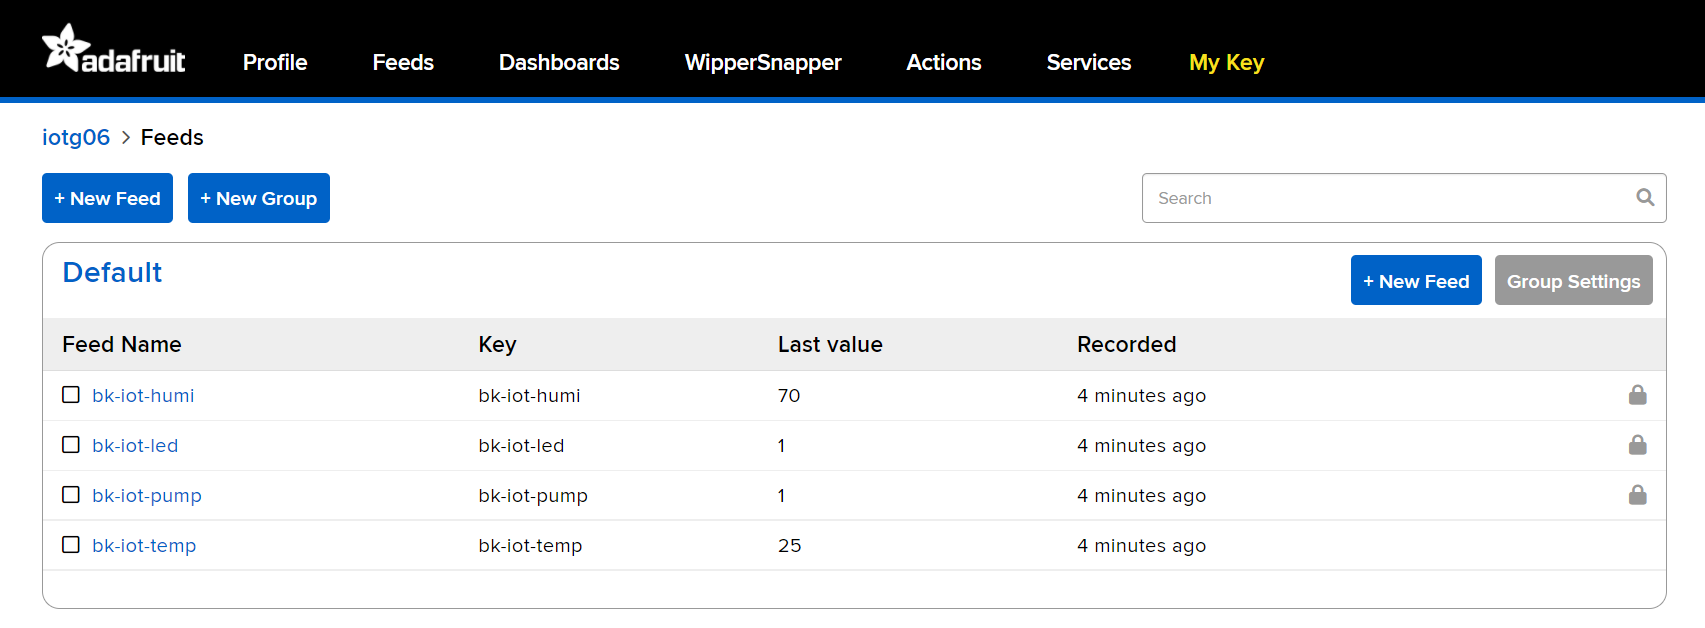 adafruit Profile Feeds Dashboards WipperSnapper Actions Services My Key
iotg06 > Feeds
+ New Feed + New Group Search
Default + New Feed Group Settings
Feed Name Key Last value Recorded
bk-iot-humi bk-iot-humi 70 4 minutes ago
bk-iot-led bk-iot-led 1 4 minutes ago
bk-iot-pump bk-iot-pump 1 4 minutes ago
bk-iot-temp bk-iot-temp 25 4 minutes ago